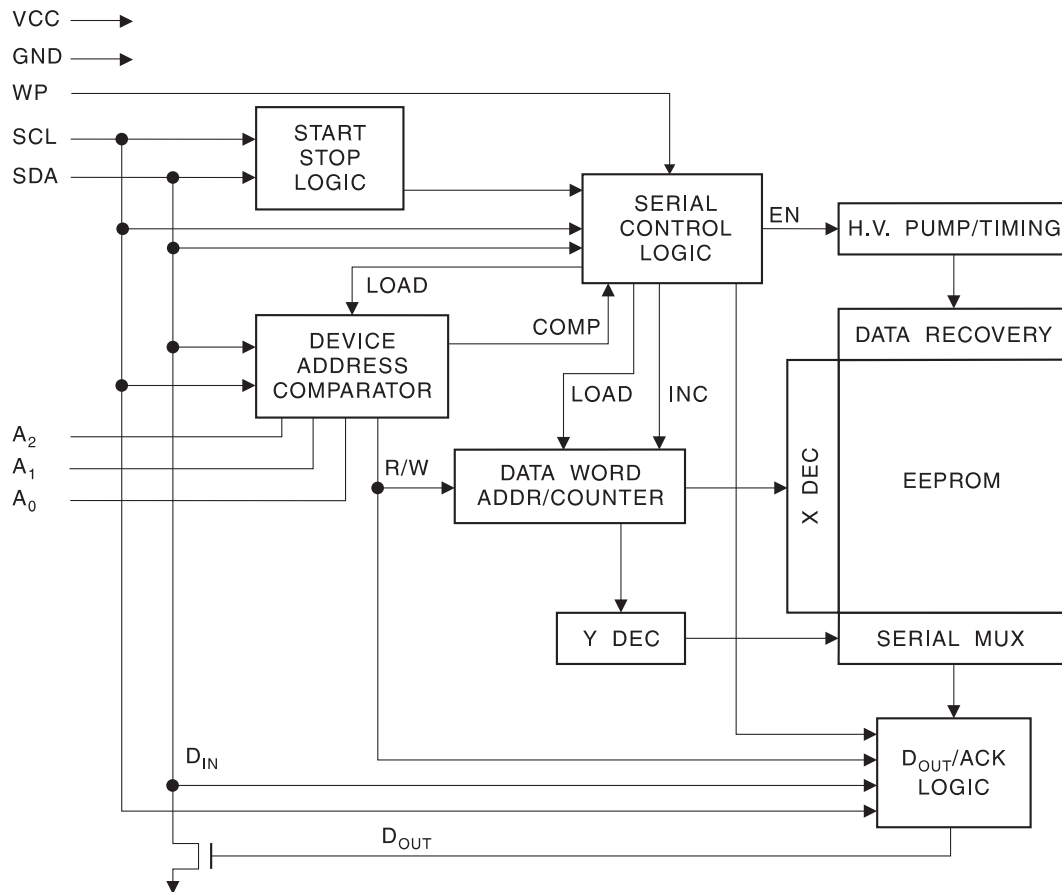 VCC
GND
WP
SCL
SDA
START
STOP
LOGIC
SERIAL
CONTROL
LOGIC
EN
H.V. PUMP/TIMING
LOAD
COMP
DEVICE
ADDRESS
COMPARATOR
DATA RECOVERY
LOAD
INC
A2
A1
A0
R/W
DATA WORD
ADDR/COUNTER
X DEC
EEPROM
Y DEC
SERIAL MUX
DIN
DOUT/ACK
LOGIC
DOUT